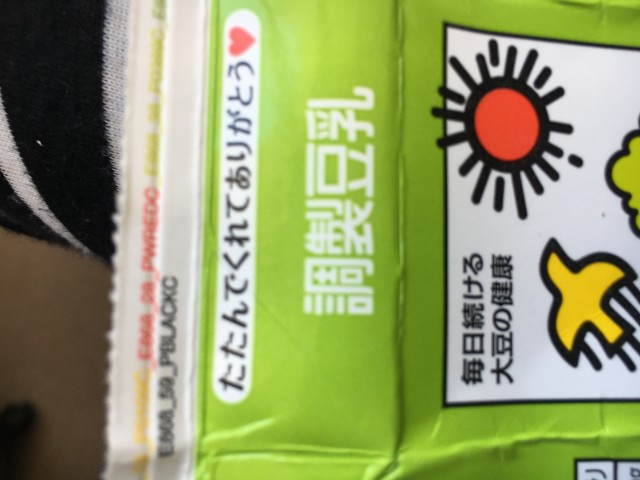 E668_59_PWREDC
E668_59_PBLACKC
たたんでくれてありがとう♥
調製豆乳
毎日続ける
大豆の健康